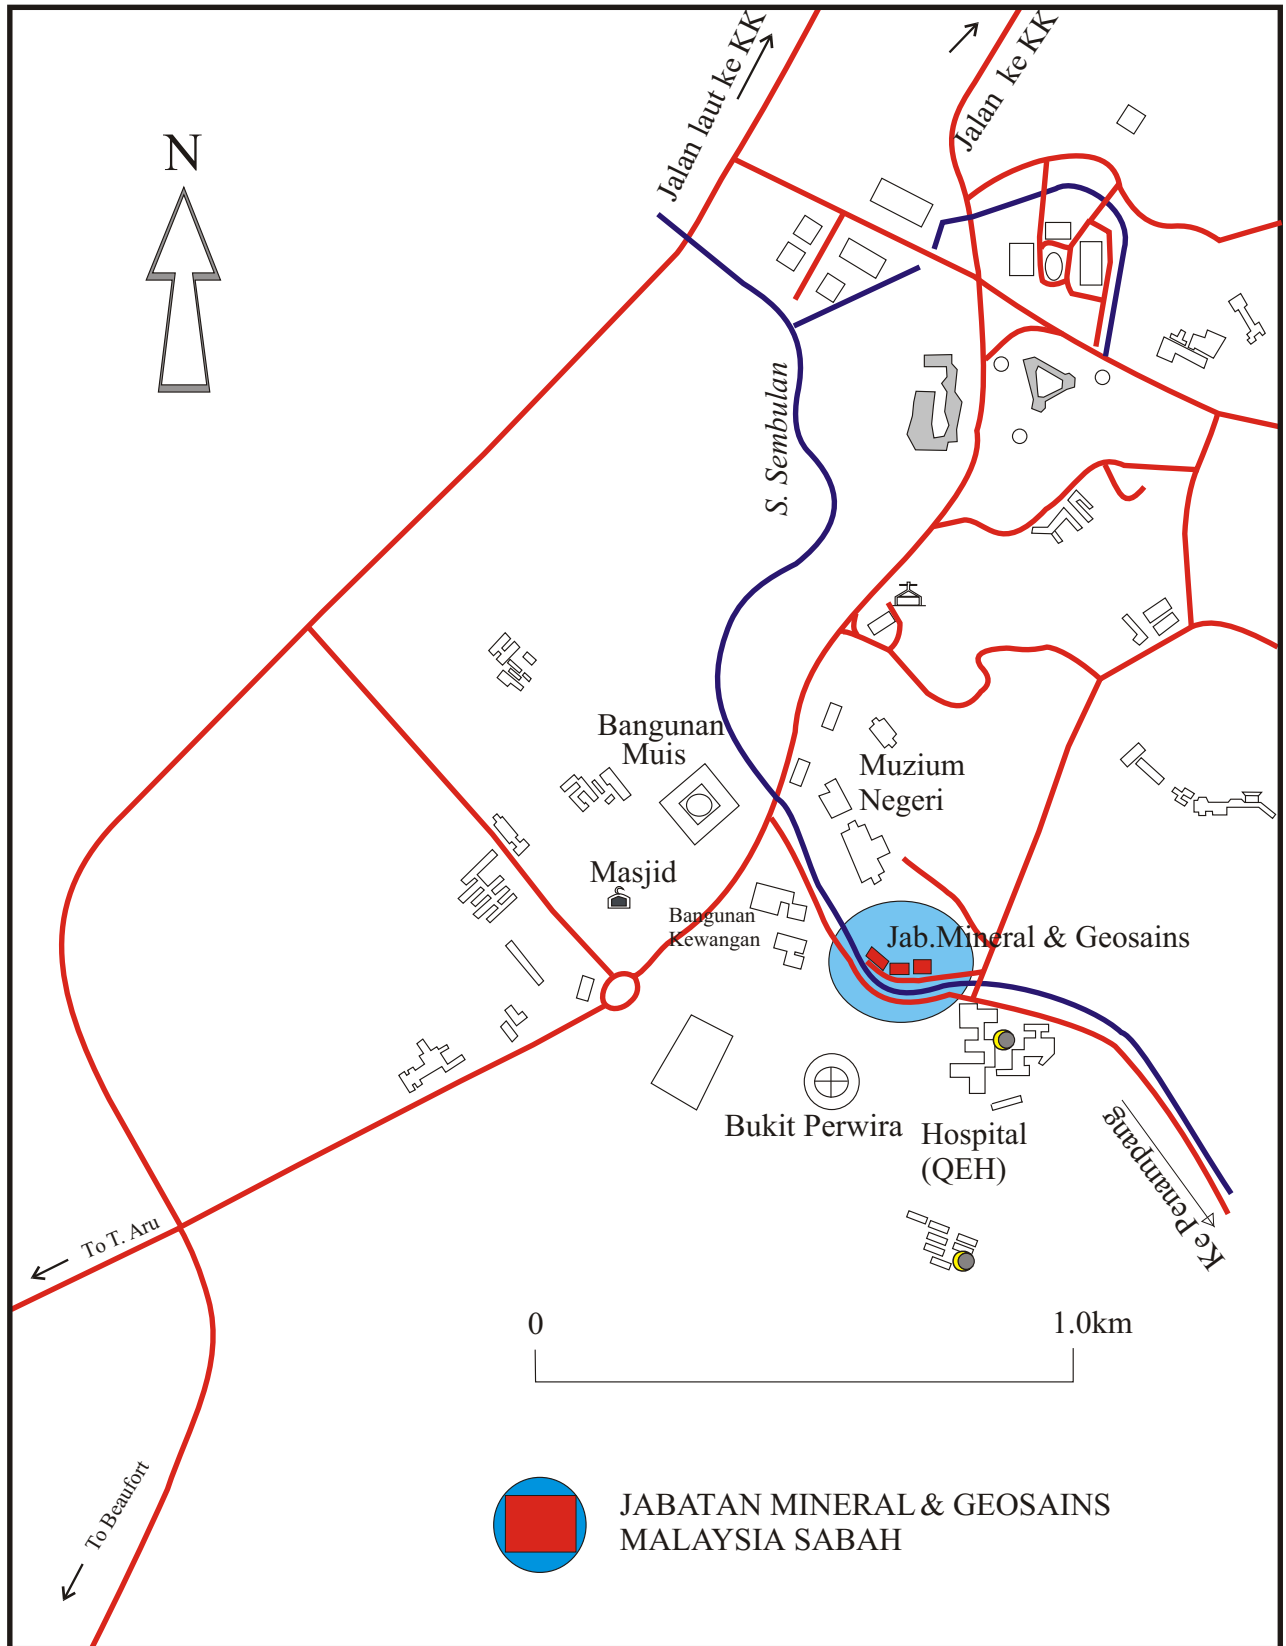 Jalan laut ke KK
Jalan ke KK
N
S. Sembulan
Bangunan
Muis
Muzium
Negeri
Masjid
Bangunan
Kewangan
Jab.Mineral & Geosains
Bukit Perwira
Hospital
(QEH)
Ke Penampang
To T. Aru
0
1.0km
To Beaufort
JABATAN MINERAL & GEOSAINS
MALAYSIA SABAH